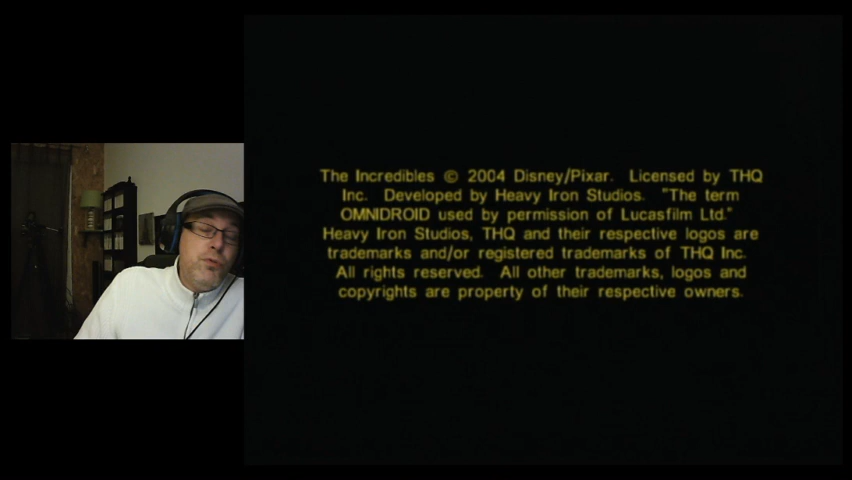 The Incredibles © 2004 Disney/Pixar. Licensed by THQ
Inc. Developed by Heavy Iron Studios. "The term
OMNIDROID used by permission of Lucasfilm Ltd."
Heavy Iron Studios, THQ and their respective logos are
trademarks and/or registered trademarks of THQ Inc.
All rights reserved. All other trademarks, logos and
copyrights are property of their respective owners.